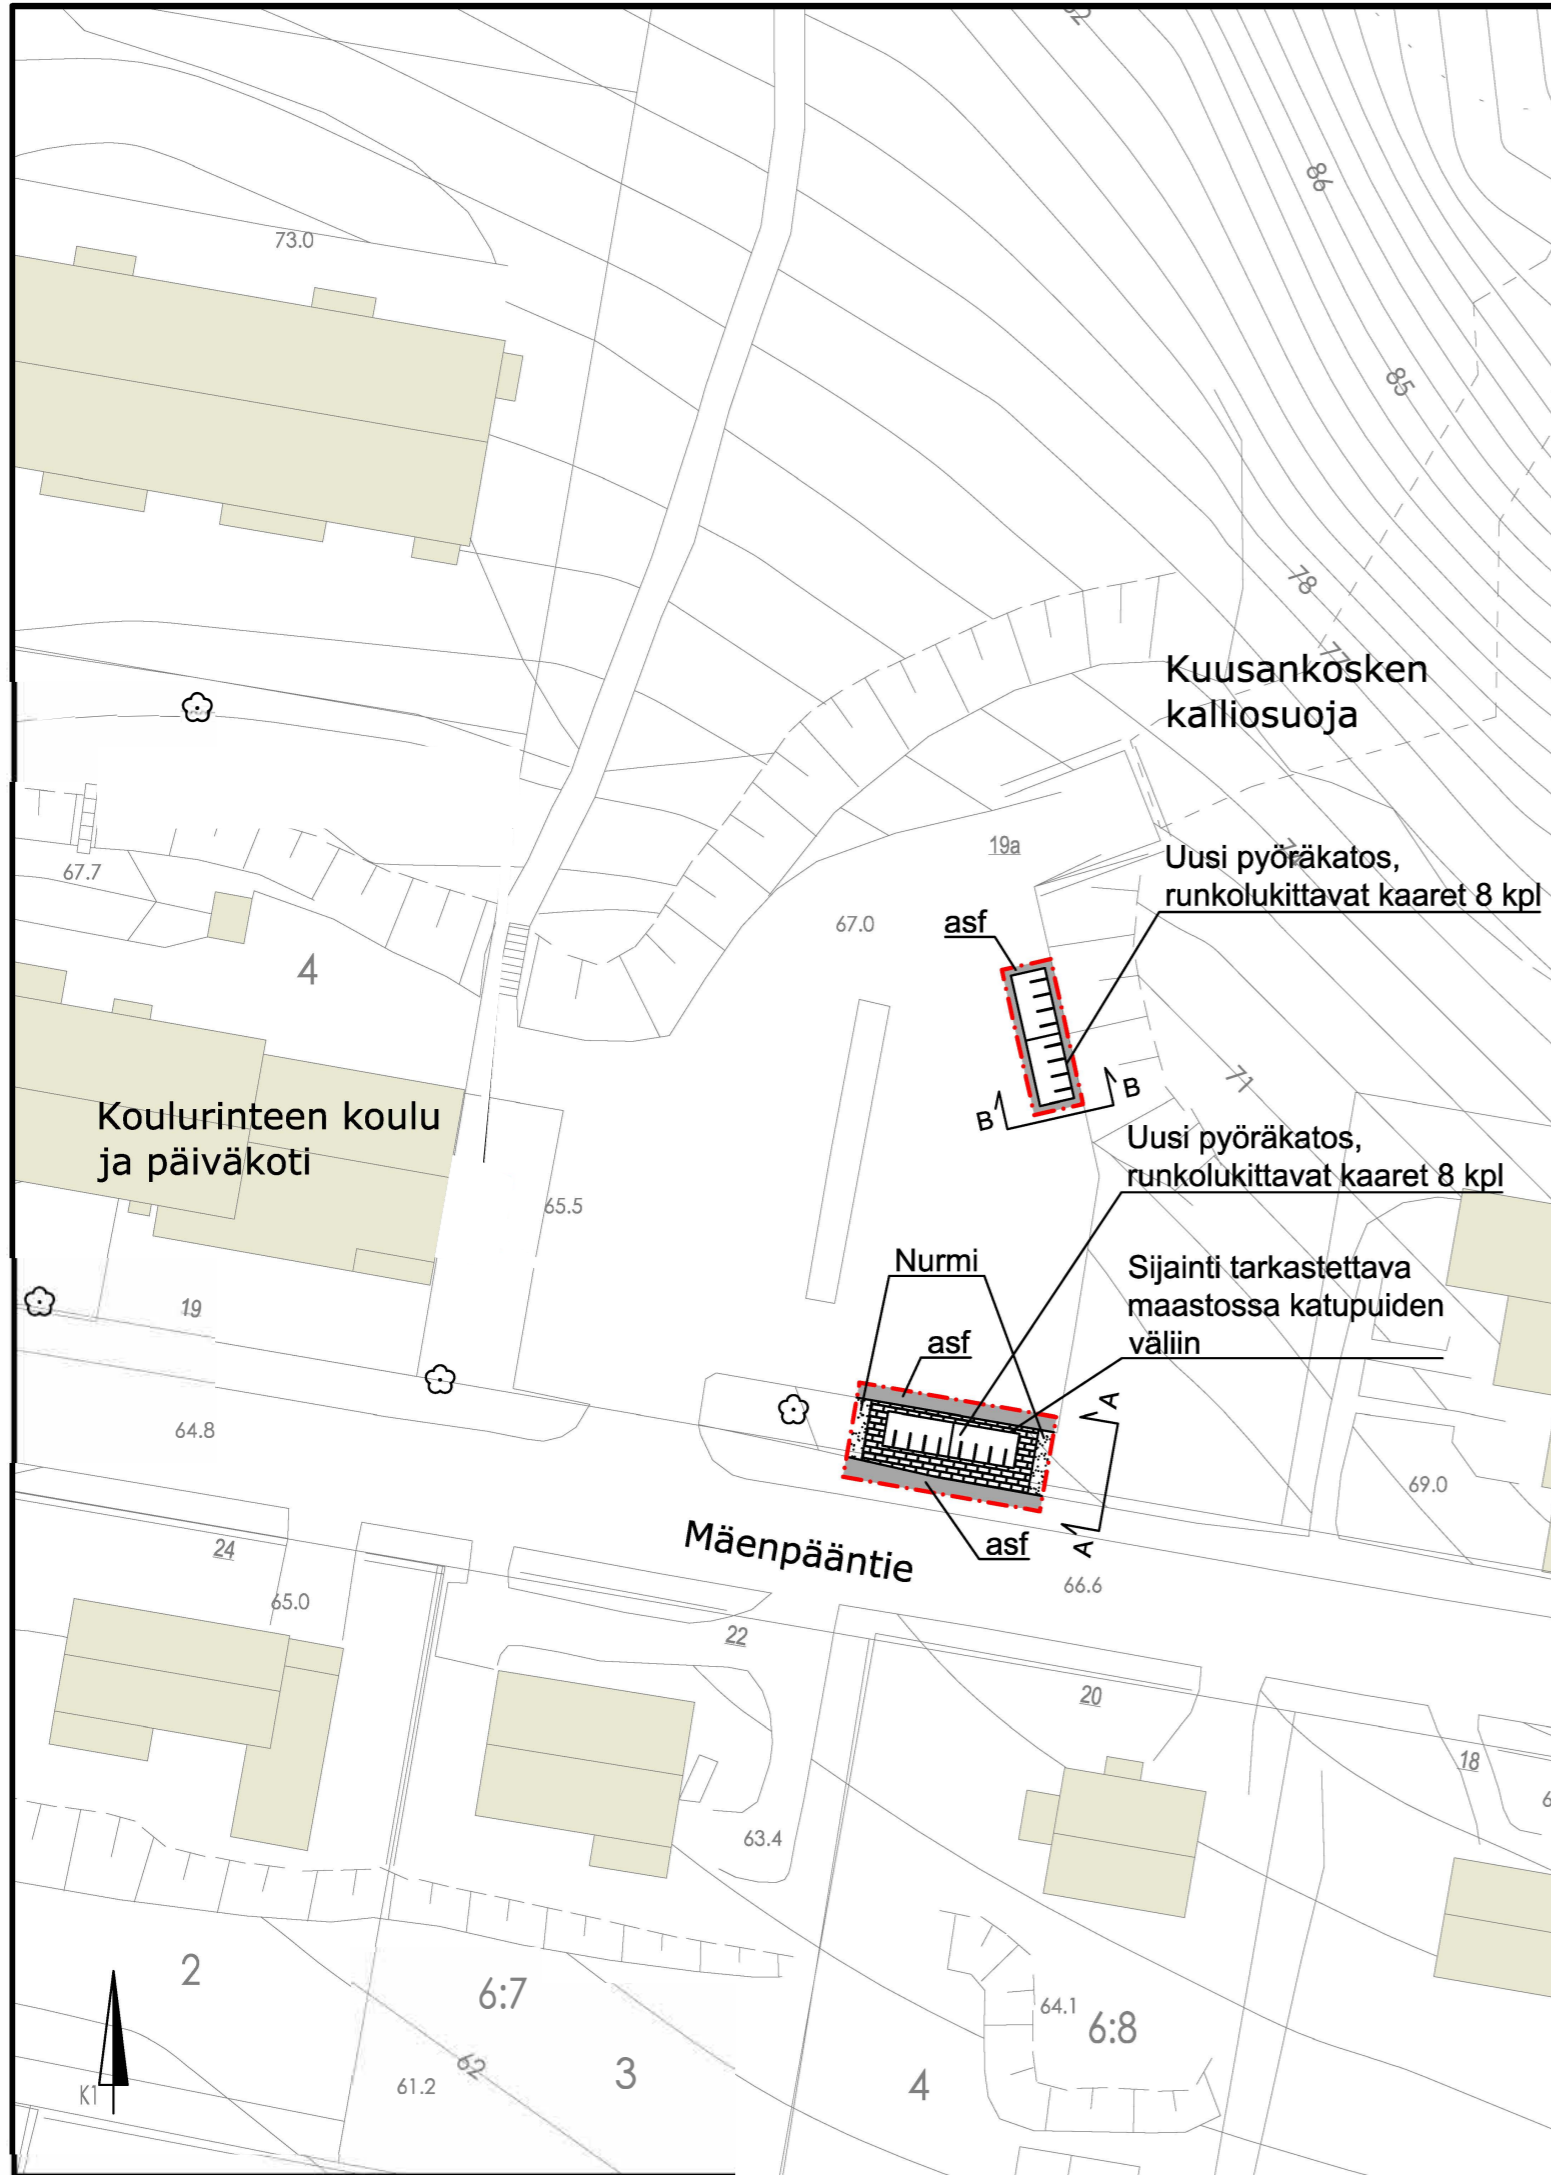 73.0
86
85
78
77
Kuusankosken
kalliosuoja
19a
Uusi pyöräkatos,
runkolukittavat kaaret 8 kpl
67.7
67.0
asf
4
71
B
B
Koulurinteen koulu
ja päiväkoti
Uusi pyöräkatos,
runkolukittavat kaaret 8 kpl
65.5
Nurmi
Sijainti tarkastettava
maastossa katupuiden
väliin
19
asf
A
64.8
69.0
Mäenpääntie
asf
A
24
66.6
65.0
22
20
18
63.4
2
6:7
64.1
6:8
62
3
4
61.2
K1